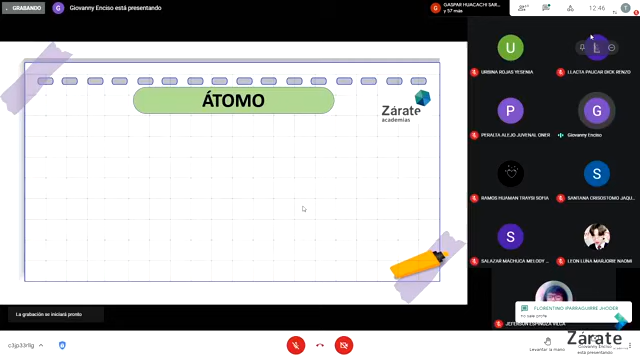 GRABANDO
Giovanny Enciso está presentando
GASPAR HUACACHI SAR...
y 57 más
12:46
T
ÁTOMO
Zárate
academias
U
URBINA ROJAS YESENIA
L
LLACTA PAUCAR DICK RENZO
P
PERALTA ALEJO JUVENAL ONER
G
Giovanny Enciso
RAMOS HUAMAN TRAYSI SOFIA
S
SANTANA CRISOSTOMO JAQU...
S
SALAZAR MACHUCA MELODY ...
LEON LUNA MARJORIE NAOMI
FLORENTINO IPARRAGUIRRE JHODER
no sale profe
JEFERSON ESPINOZA VILLA
La grabación se iniciará pronto
c3jp33rllg
Levantar la mano
Zárate
Giovanny Enciso
está presentando